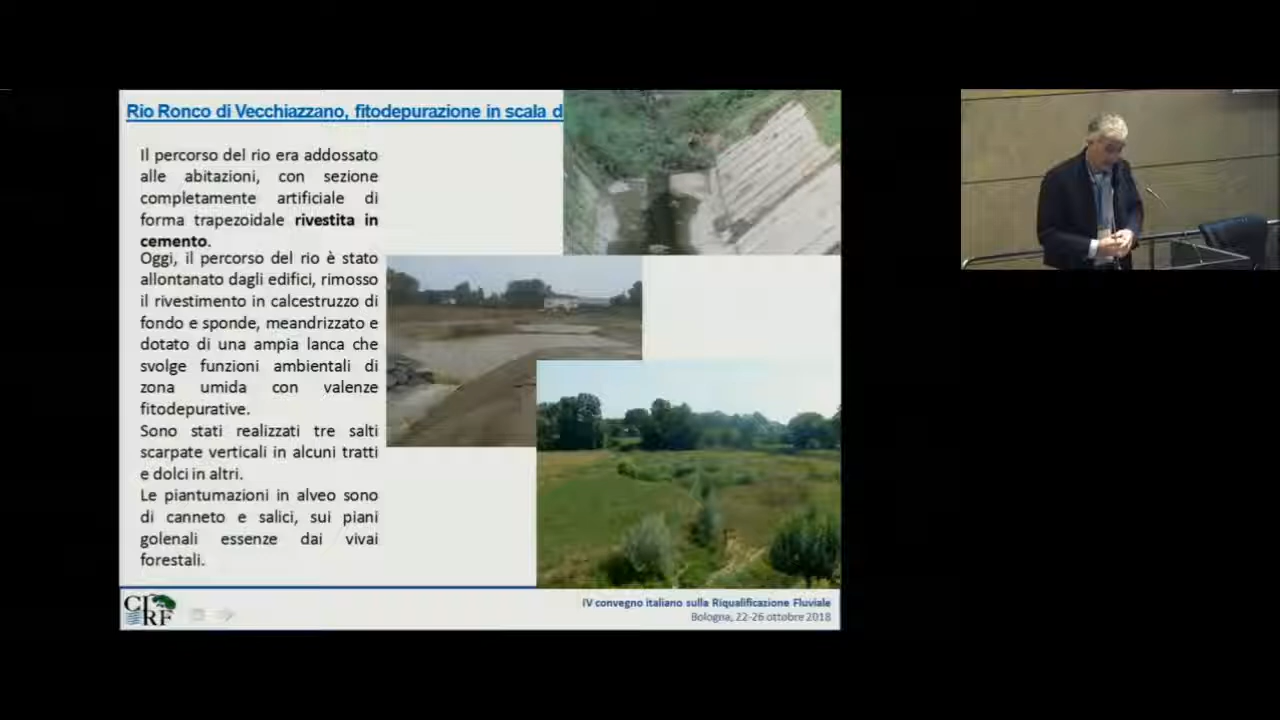 Rio Ronco di Vecchiazzano, fitodepurazione in scala d
Il percorso del rio era addossato
alle abitazioni, con sezione
completamente artificiale di
forma trapezoidale rivestita in
cemento.
Oggi, il percorso del rio è stato
allontanato dagli edifici, rimosso
il rivestimento in calcestruzzo di
fondo e sponde, meandrizzato e
dotato di una ampia lanca che
svolge funzioni ambientali di
zona umida con valenze
fitodepurative.
Sono stati realizzati tre salti
scarpate verticali in alcuni tratti
e dolci in altri.
Le piantumazioni in alveo sono
di canneto e salici, sui piani
golenali essenze dai vivai
forestali.
CIRF
IV convegno italiano sulla Riqualificazione Fluviale
Bologna, 22-26 ottobre 2018